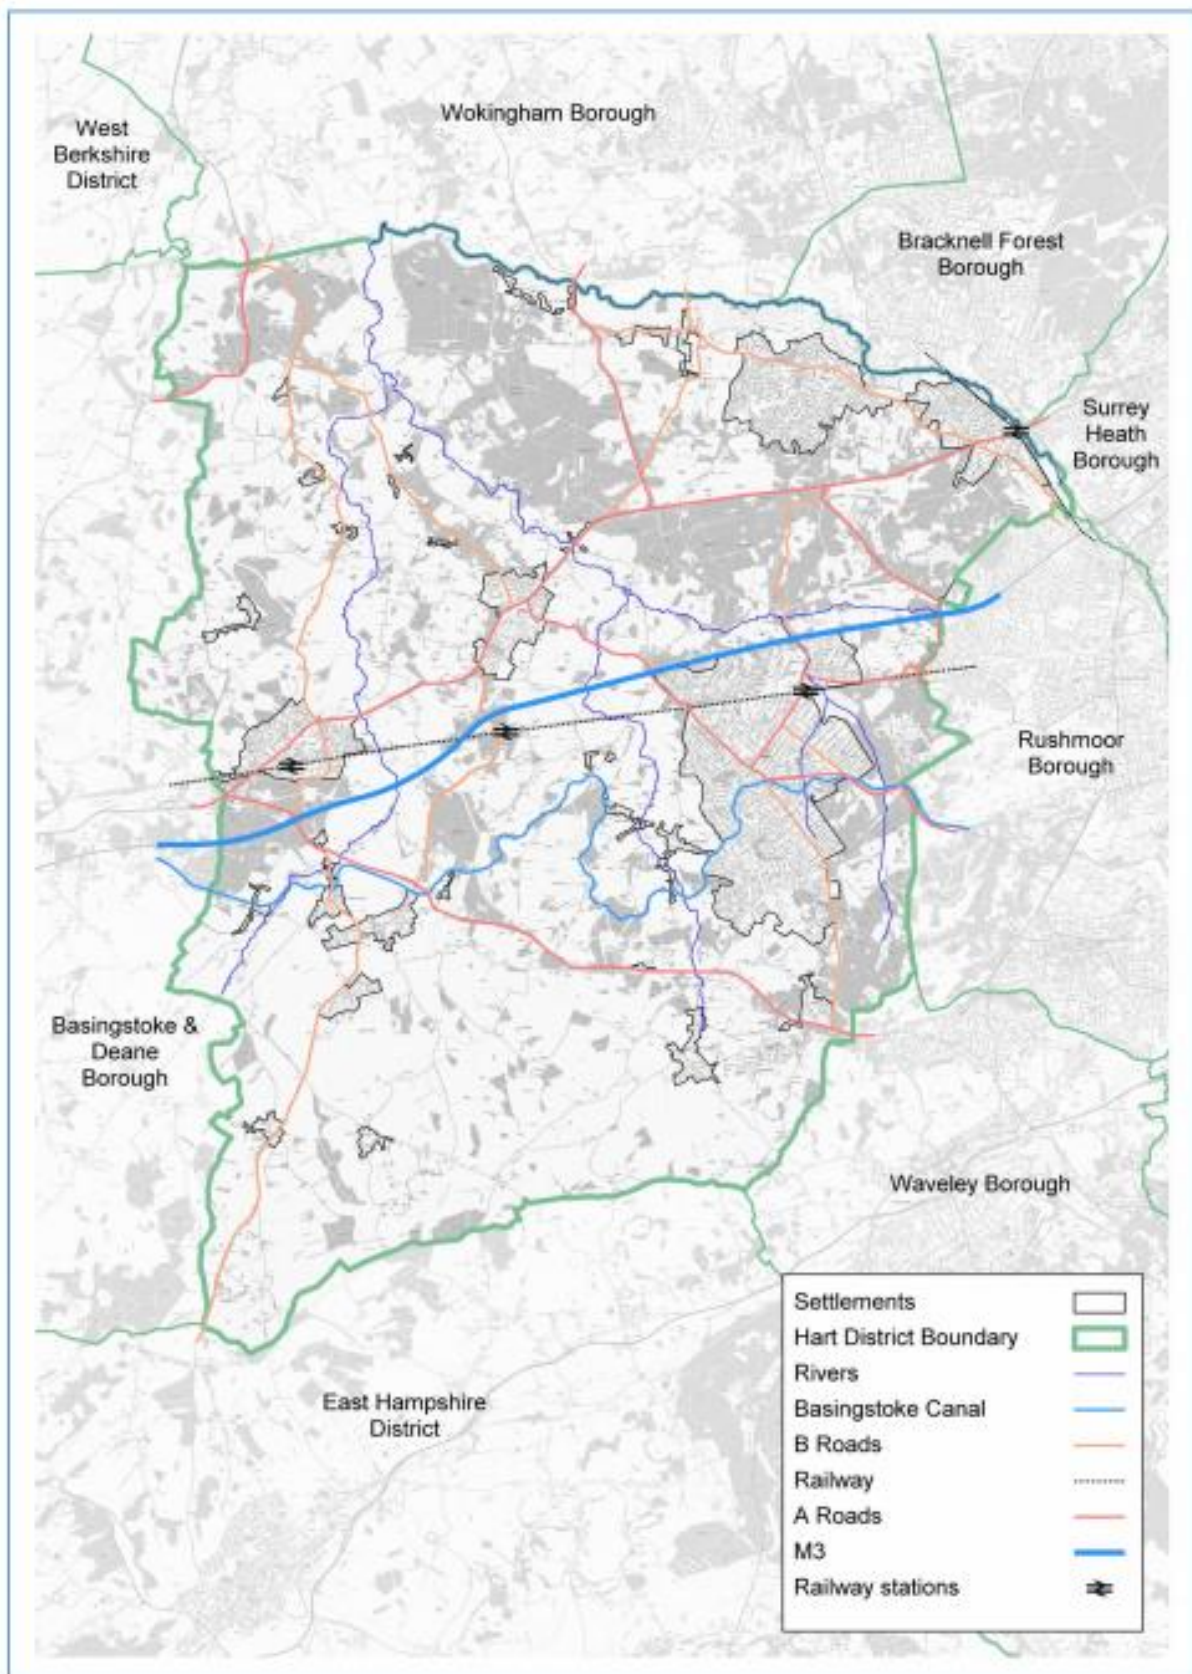 Wokingham Borough
West
Berkshire
District
Bracknell Forest
Borough
Surrey
Heath
Borough
Rushmoor
Borough
Basingstoke &
Deane
Borough
Waveley Borough
East Hampshire
District
Settlements
Hart District Boundary
Rivers
Basingstoke Canal
B Roads
Railway
A Roads
M3
Railway stations